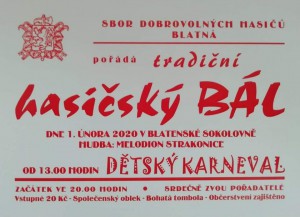 SBOR DOBROVOLNÝCH HASIČŮ
BLATNÁ
pořádá tradiční
hasičský BÁL
DNE 1. ÚNORA 2020 V BLATENSKÉ SOKOLOVNĚ
HUDBA: MELODION STRAKONICE
OD 13.00 HODIN DĚTSKÝ KARNEVAL
ZAČÁTEK VE 20.00 HODIN • SRDEČNĚ ZVOU POŘADATELÉ
Vstupné 20 Kč - Společenský oblek - Bohatá tombola - Občerstvení zajištěno